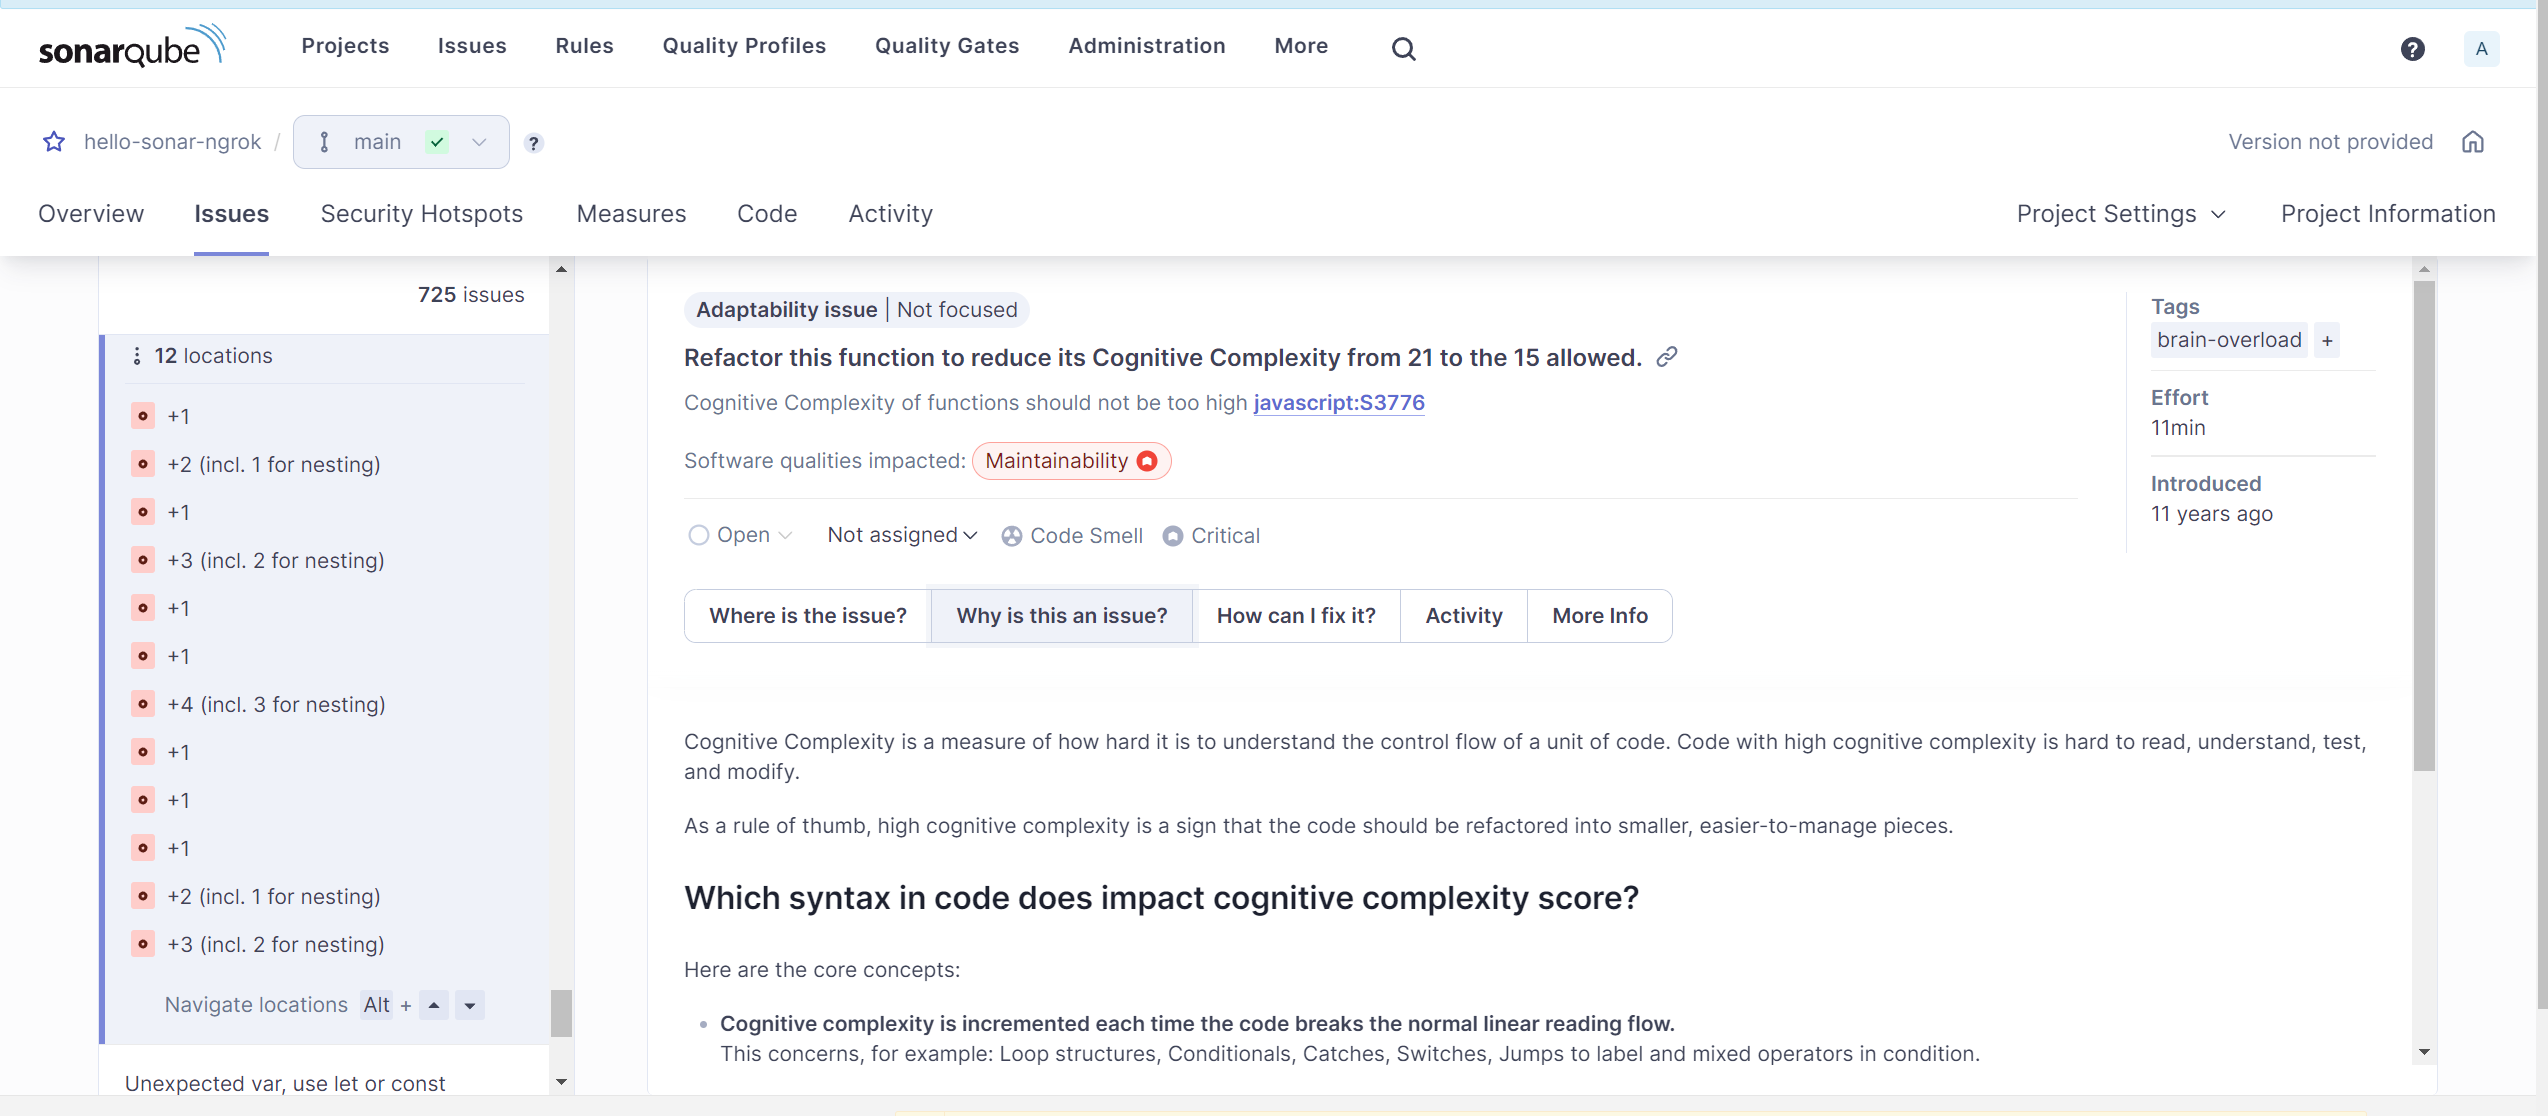 sonarqube
Projects Issues Rules Quality Profiles Quality Gates Administration More
? A
hello-sonar-ngrok / main ?
Version not provided
Overview Issues Security Hotspots Measures Code Activity
Project Settings Project Information
725 issues
12 locations
+1
+2 (incl. 1 for nesting)
+1
+3 (incl. 2 for nesting)
+1
+1
+4 (incl. 3 for nesting)
+1
+1
+1
+2 (incl. 1 for nesting)
+3 (incl. 2 for nesting)
Navigate locations Alt +
Unexpected var, use let or const
Adaptability issue | Not focused
Refactor this function to reduce its Cognitive Complexity from 21 to the 15 allowed.
Cognitive Complexity of functions should not be too high javascript:S3776
Software qualities impacted: Maintainability
Open Not assigned Code Smell Critical
Where is the issue? Why is this an issue? How can I fix it? Activity More Info
Cognitive Complexity is a measure of how hard it is to understand the control flow of a unit of code. Code with high cognitive complexity is hard to read, understand, test,
and modify.
As a rule of thumb, high cognitive complexity is a sign that the code should be refactored into smaller, easier-to-manage pieces.
Which syntax in code does impact cognitive complexity score?
Here are the core concepts:
• Cognitive complexity is incremented each time the code breaks the normal linear reading flow.
This concerns, for example: Loop structures, Conditionals, Catches, Switches, Jumps to label and mixed operators in condition.
Tags
brain-overload +
Effort
11min
Introduced
11 years ago